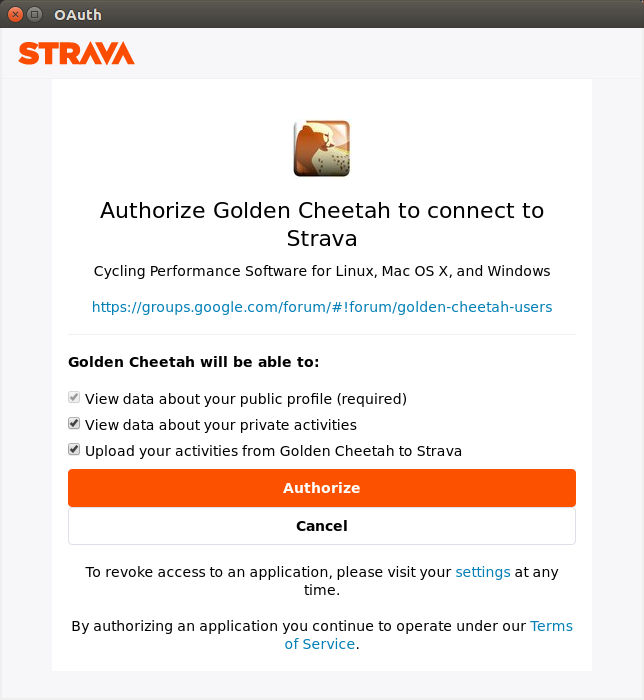 OAuth
STRAVA
Authorize Golden Cheetah to connect to
Strava
Cycling Performance Software for Linux, Mac OS X, and Windows
https://groups.google.com/forum/#!forum/golden-cheetah-users
Golden Cheetah will be able to:
View data about your public profile (required)
View data about your private activities
Upload your activities from Golden Cheetah to Strava
Authorize
Cancel
To revoke access to an application, please visit your settings at any
time.
By authorizing an application you continue to operate under our Terms
of Service.